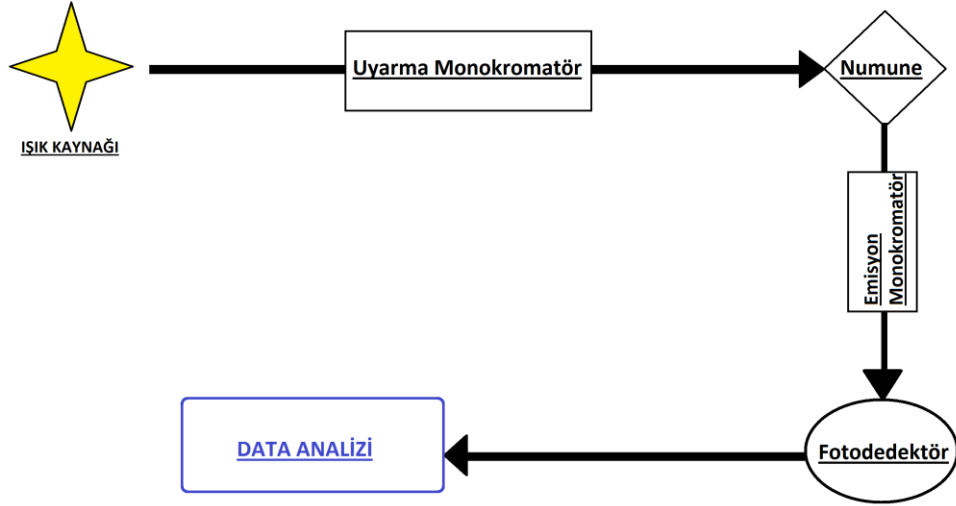 IŞIK KAYNAĞI
Uyarma Monokromatör
Numune
Emisyon
Monokromatör
Fotodedektör
DATA ANALİZİ